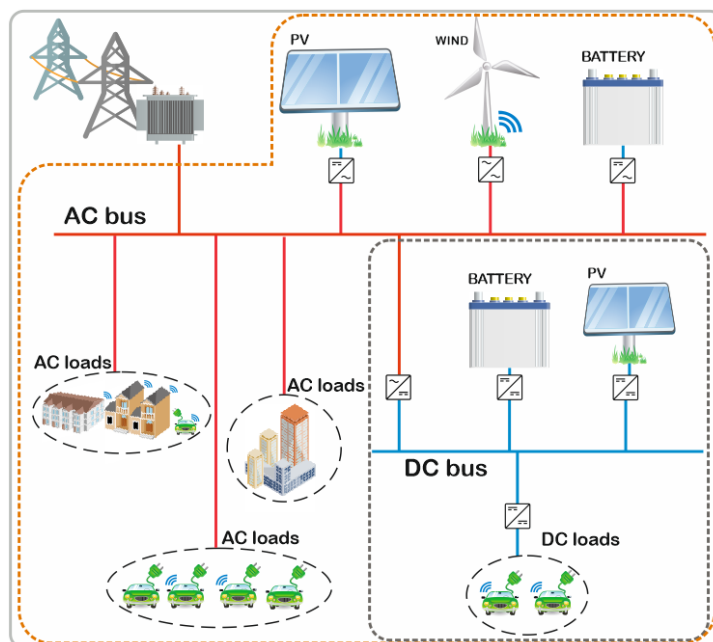 PV
WIND
BATTERY
AC bus
BATTERY
PV
AC loads
AC loads
DC bus
AC loads
DC loads